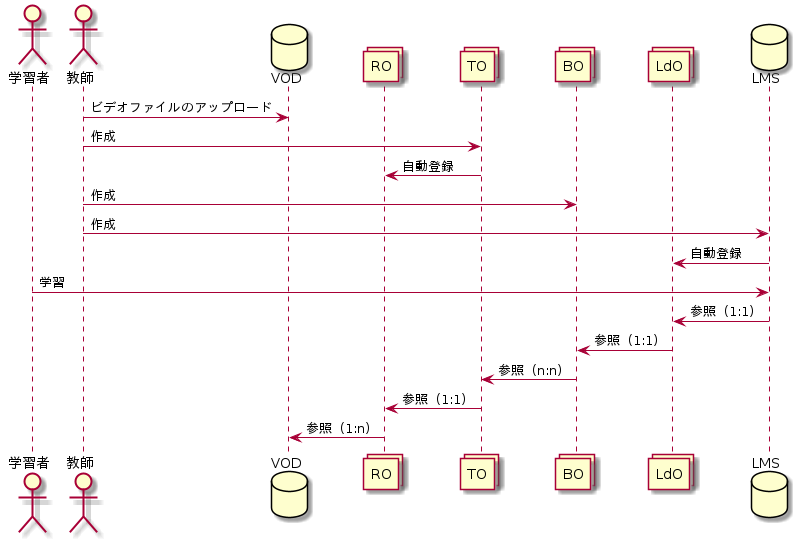 学習者 教師 VOD RO TO BO LdO LMS
ビデオファイルのアップロード
作成
自動登録
作成
作成
自動登録
学習
参照（1:1）
参照（1:1）
参照（n:n）
参照（1:1）
参照（1:n）
学習者 教師 VOD RO TO BO LdO LMS